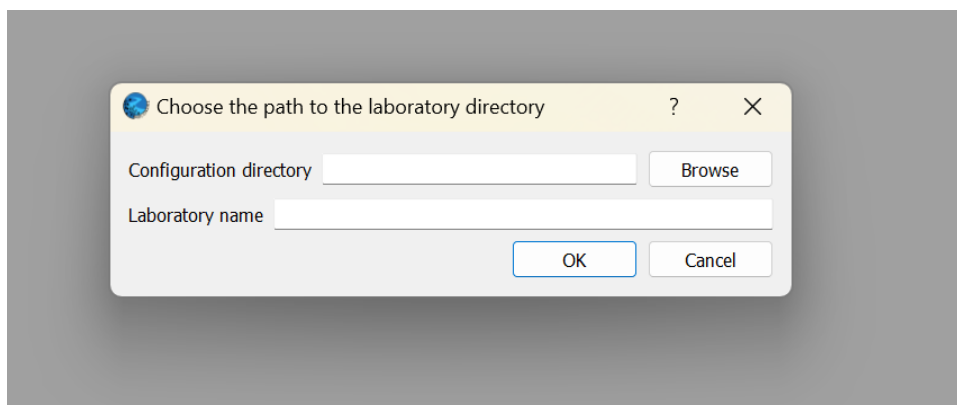 Choose the path to the laboratory directory ?
Configuration directory Browse
Laboratory name
OK Cancel